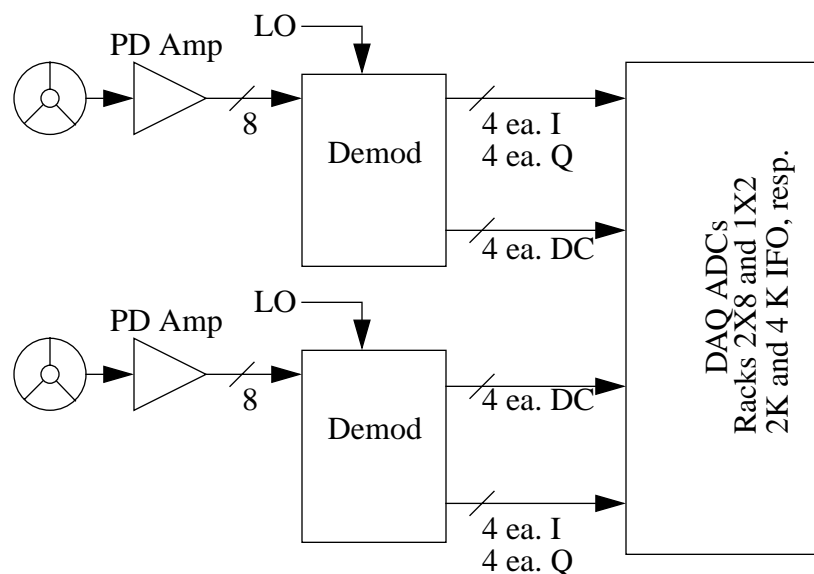 LO
PD Amp
8
Demod
4 ea. I
4 ea. Q
4 ea. DC
LO
PD Amp
8
Demod
4 ea. DC
4 ea. I
4 ea. Q
DAQ ADCs
Racks 2X8 and 1X2
2K and 4 K IFO, resp.